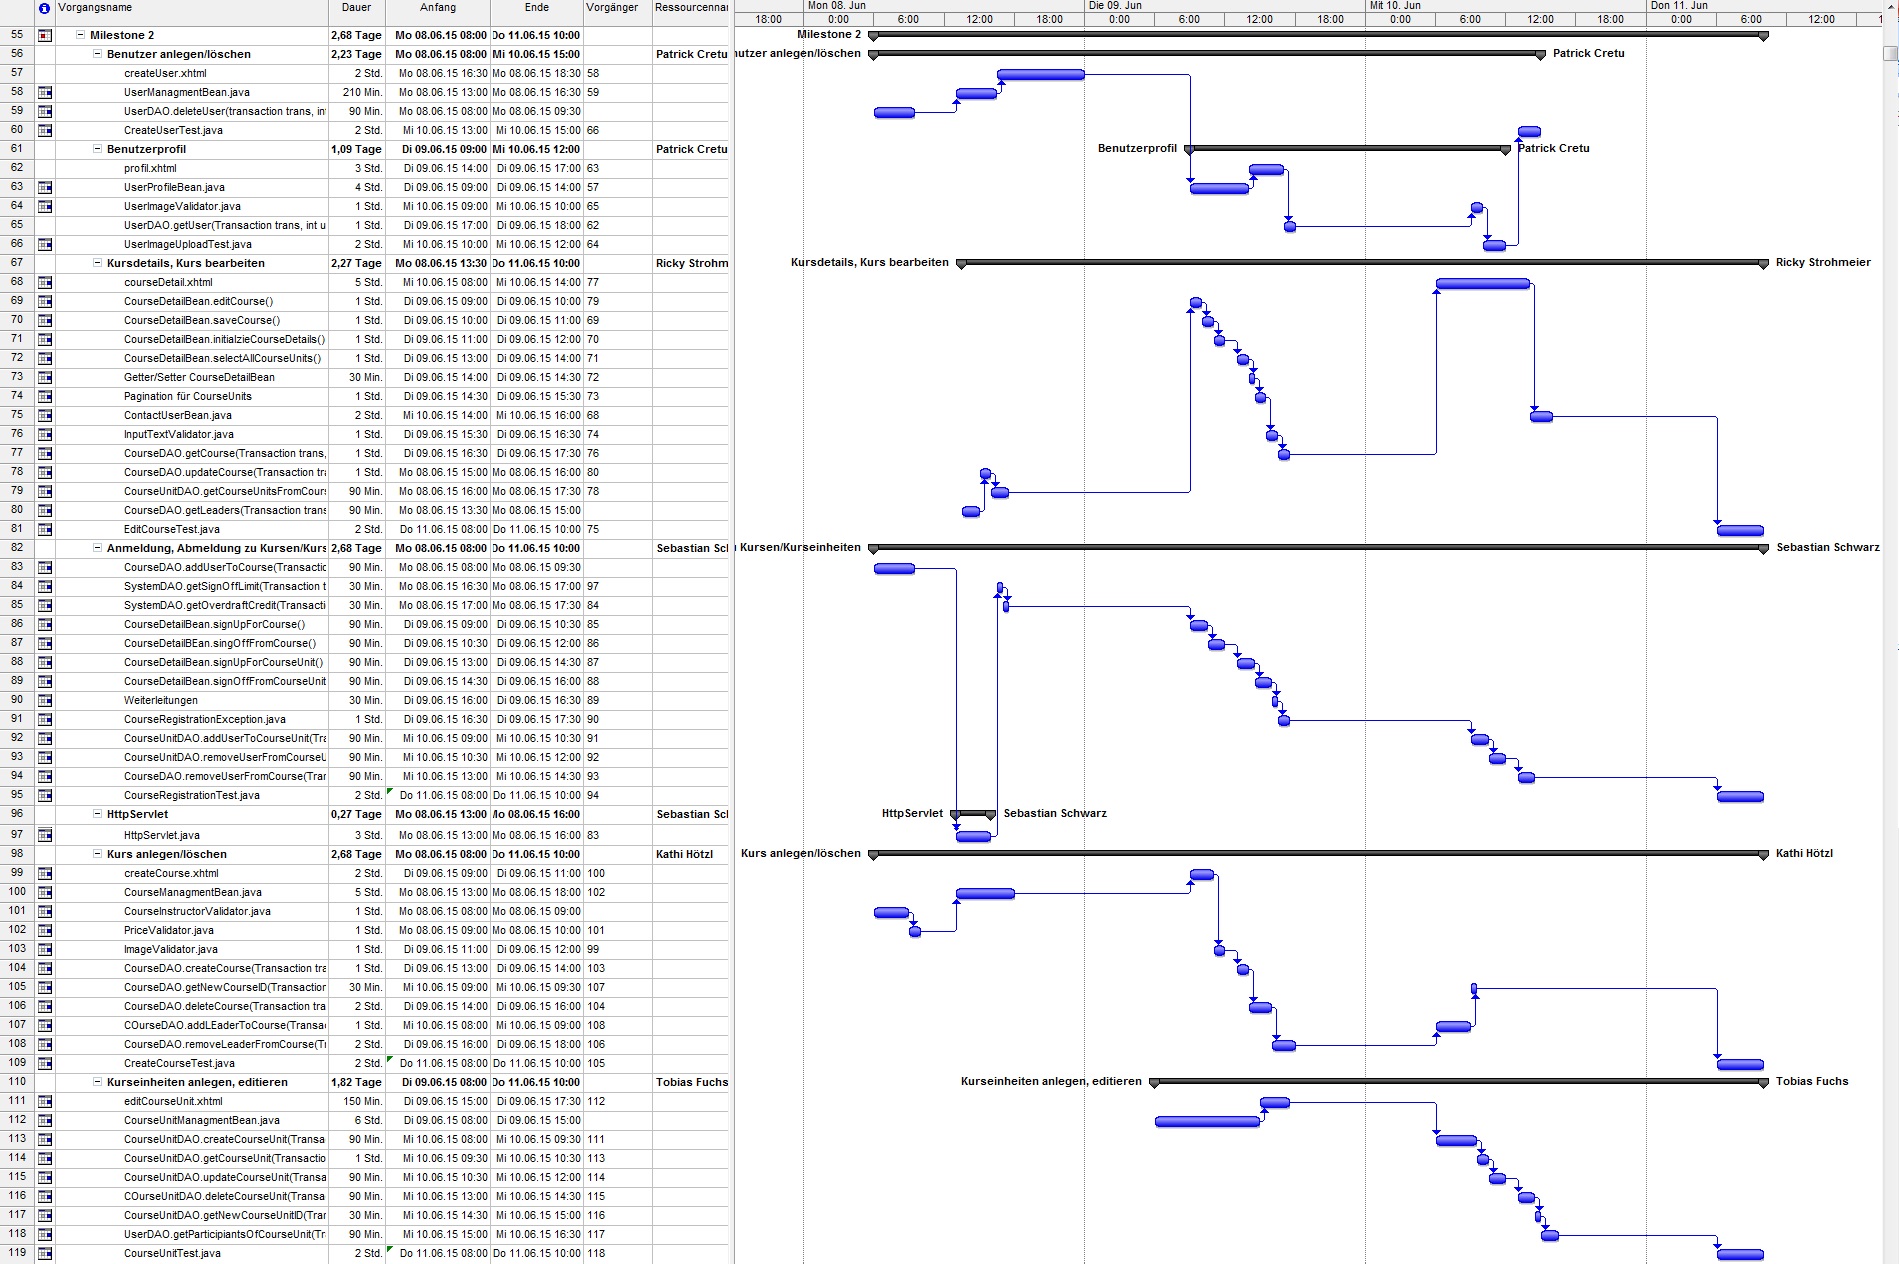 Vorgangsname Dauer Anfang Ende Vorgänger Ressourcennar
Mon 08. Jun Die 09. Jun Mit 10. Jun Don 11. Jun
18:00 0:00 6:00 12:00 18:00 0:00 6:00 12:00 18:00 0:00 6:00 12:00 18:00 0:00 6:00 12:00
55 Milestone 2 2,68 Tage Mo 08.06.15 08:00 Do 11.06.15 10:00 Milestone 2
56 Benutzer anlegen/löschen 2,23 Tage Mo 08.06.15 08:00 Mi 10.06.15 15:00 Patrick Cretu nutzer anlegen/löschen Patrick Cretu
57 createUser.xhtml 2 Std. Mo 08.06.15 16:30 Mo 08.06.15 18:30 58
58 UserManagmentBean.java 210 Min. Mo 08.06.15 13:00 Mo 08.06.15 16:30 59
59 UserDAO.deleteUser(transaction trans, in 90 Min. Mo 08.06.15 08:00 Mo 08.06.15 09:30
60 CreateUserTest.java 2 Std. Mi 10.06.15 13:00 Mi 10.06.15 15:00 66
61 Benutzerprofil 1,09 Tage Di 09.06.15 09:00 Mi 10.06.15 12:00 Patrick Cretu Benutzerprofil Patrick Cretu
62 profil.xhtml 3 Std. Di 09.06.15 14:00 Di 09.06.15 17:00 63
63 UserProfileBean.java 4 Std. Di 09.06.15 09:00 Di 09.06.15 14:00 57
64 UserImageValidator.java 1 Std. Mi 10.06.15 09:00 Mi 10.06.15 10:00 65
65 UserDAO.getUser(Transaction trans, int u 1 Std. Di 09.06.15 17:00 Di 09.06.15 18:00 62
66 UserImageUploadTest.java 2 Std. Mi 10.06.15 10:00 Mi 10.06.15 12:00 64
67 Kursdetails, Kurs bearbeiten 2,27 Tage Mo 08.06.15 13:30 Do 11.06.15 10:00 Ricky Strohm Kursdetails, Kurs bearbeiten Ricky Strohmeier
68 courseDetail.xhtml 5 Std. Mi 10.06.15 08:00 Mi 10.06.15 14:00 77
69 CourseDetailBean.editCourse() 1 Std. Di 09.06.15 09:00 Di 09.06.15 10:00 79
70 CourseDetailBean.saveCourse() 1 Std. Di 09.06.15 10:00 Di 09.06.15 11:00 69
71 CourseDetailBean.initialzieCourseDetails() 1 Std. Di 09.06.15 11:00 Di 09.06.15 12:00 70
72 CourseDetailBean.selectAllCourseUnits() 1 Std. Di 09.06.15 13:00 Di 09.06.15 14:00 71
73 Getter/Setter CourseDetailBean 30 Min. Di 09.06.15 14:00 Di 09.06.15 14:30 72
74 Pagination für CourseUnits 1 Std. Di 09.06.15 14:30 Di 09.06.15 15:30 73
75 ContactUserBean.java 2 Std. Mi 10.06.15 14:00 Mi 10.06.15 16:00 68
76 InputTextValidator.java 1 Std. Di 09.06.15 15:30 Di 09.06.15 16:30 74
77 CourseDAO.getCourse(Transaction trans, 1 Std. Di 09.06.15 16:30 Di 09.06.15 17:30 76
78 CourseDAO.updateCourse(Transaction tra 1 Std. Mo 08.06.15 15:00 Mo 08.06.15 16:00 80
79 CourseUnitDAO.getCourseUnitsFromCours 90 Min. Mo 08.06.15 16:00 Mo 08.06.15 17:30 78
80 CourseDAO.getLeaders(Transaction trans 90 Min. Mo 08.06.15 13:30 Mo 08.06.15 15:00
81 EditCourseTest.java 2 Std. Do 11.06.15 08:00 Do 11.06.15 10:00 75
82 Anmeldung, Abmeldung zu Kursen/Kurs 2,68 Tage Mo 08.06.15 08:00 Do 11.06.15 10:00 Sebastian Scl u Kursen/Kurseinheiten Sebastian Schwarz
83 CourseDAO.addUserToCourse(Transactic 90 Min. Mo 08.06.15 08:00 Mo 08.06.15 09:30
84 SystemDAO.getSignOffLimit(Transaction t 30 Min. Mo 08.06.15 16:30 Mo 08.06.15 17:00 97
85 SystemDAO.getOverdraftCredit(Transacti 30 Min. Mo 08.06.15 17:00 Mo 08.06.15 17:30 84
86 CourseDetailBEan.signUpForCourse() 90 Min. Di 09.06.15 09:00 Di 09.06.15 10:30 85
87 CourseDetailBEan.singOffFromCourse() 90 Min. Di 09.06.15 10:30 Di 09.06.15 12:00 86
88 CourseDetailBean.signUpForCourseUnit() 90 Min. Di 09.06.15 13:00 Di 09.06.15 14:30 87
89 CourseDetailBean.signOffFromCourseUnit 90 Min. Di 09.06.15 14:30 Di 09.06.15 16:00 88
90 Weiterleitungen 30 Min. Di 09.06.15 16:00 Di 09.06.15 16:30 89
91 CourseRegistrationException.java 1 Std. Di 09.06.15 16:30 Di 09.06.15 17:30 90
92 CourseUnitDAO.addUserToCourseUnit(Tra 90 Min. Mi 10.06.15 09:00 Mi 10.06.15 10:30 91
93 CourseUnitDAO.removeUserFromCourseU 90 Min. Mi 10.06.15 10:30 Mi 10.06.15 12:00 92
94 CourseDAO.removeUserFromCourse(Trar 90 Min. Mi 10.06.15 13:00 Mi 10.06.15 14:30 93
95 CourseRegistrationTest.java 2 Std. Do 11.06.15 08:00 Do 11.06.15 10:00 94
96 HttpServlet 0,27 Tage Mo 08.06.15 13:00 Mo 08.06.15 16:00 Sebastian Scl HttpServlet Sebastian Schwarz
97 HttpServlet.java 3 Std. Mo 08.06.15 13:00 Mo 08.06.15 16:00 83
98 Kurs anlegen/löschen 2,68 Tage Mo 08.06.15 08:00 Do 11.06.15 10:00 Kathi Hötzl Kurs anlegen/löschen Kathi Hötzl
99 createCourse.xhtml 2 Std. Di 09.06.15 09:00 Di 09.06.15 11:00 100
100 CourseManagmentBean.java 5 Std. Mo 08.06.15 13:00 Mo 08.06.15 18:00 102
101 CourseInstructorValidator.java 1 Std. Mo 08.06.15 08:00 Mo 08.06.15 09:00
102 PriceValidator.java 1 Std. Mo 08.06.15 09:00 Mo 08.06.15 10:00 101
103 ImageValidator.java 1 Std. Di 09.06.15 11:00 Di 09.06.15 12:00 99
104 CourseDAO.createCourse(Transaction tra 1 Std. Di 09.06.15 13:00 Di 09.06.15 14:00 103
105 CourseDAO.getNewCourseID(Transaction 30 Min. Mi 10.06.15 09:00 Mi 10.06.15 09:30 107
106 CourseDAO.deleteCourse(Transaction tra 2 Std. Di 09.06.15 14:00 Di 09.06.15 16:00 104
107 COurseDAO.addLEaderToCourse(Transa 1 Std. Mi 10.06.15 08:00 Mi 10.06.15 09:00 108
108 CourseDAO.removeLeaderFromCourse(Tr 2 Std. Di 09.06.15 16:00 Di 09.06.15 18:00 106
109 CreateCourseTest.java 2 Std. Do 11.06.15 08:00 Do 11.06.15 10:00 105
110 Kurseinheiten anlegen, editieren 1,82 Tage Di 09.06.15 08:00 Do 11.06.15 10:00 Tobias Fuchs Kurseinheiten anlegen, editieren Tobias Fuchs
111 editCourseUnit.xhtml 150 Min. Di 09.06.15 15:00 Di 09.06.15 17:30 112
112 CourseUnitManagmentBean.java 6 Std. Di 09.06.15 08:00 Di 09.06.15 15:00
113 CourseUnitDAO.createCourseUnit(Transa 90 Min. Mi 10.06.15 08:00 Mi 10.06.15 09:30 111
114 CourseUnitDAO.getCourseUnit(Transactio 1 Std. Mi 10.06.15 09:30 Mi 10.06.15 10:30 113
115 CourseUnitDAO.updateCourseUnit(Transa 90 Min. Mi 10.06.15 10:30 Mi 10.06.15 12:00 114
116 COurseUnitDAO.deleteCourseUnit(Transa 90 Min. Mi 10.06.15 13:00 Mi 10.06.15 14:30 115
117 CourseUnitDAO.getNewCourseUnitID(Trar 30 Min. Mi 10.06.15 14:30 Mi 10.06.15 15:00 116
118 UserDAO.getParticipiantsOfCourseUnit(Tr 90 Min. Mi 10.06.15 15:00 Mi 10.06.15 16:30 117
119 CourseUnitTest.java 2 Std. Do 11.06.15 08:00 Do 11.06.15 10:00 118